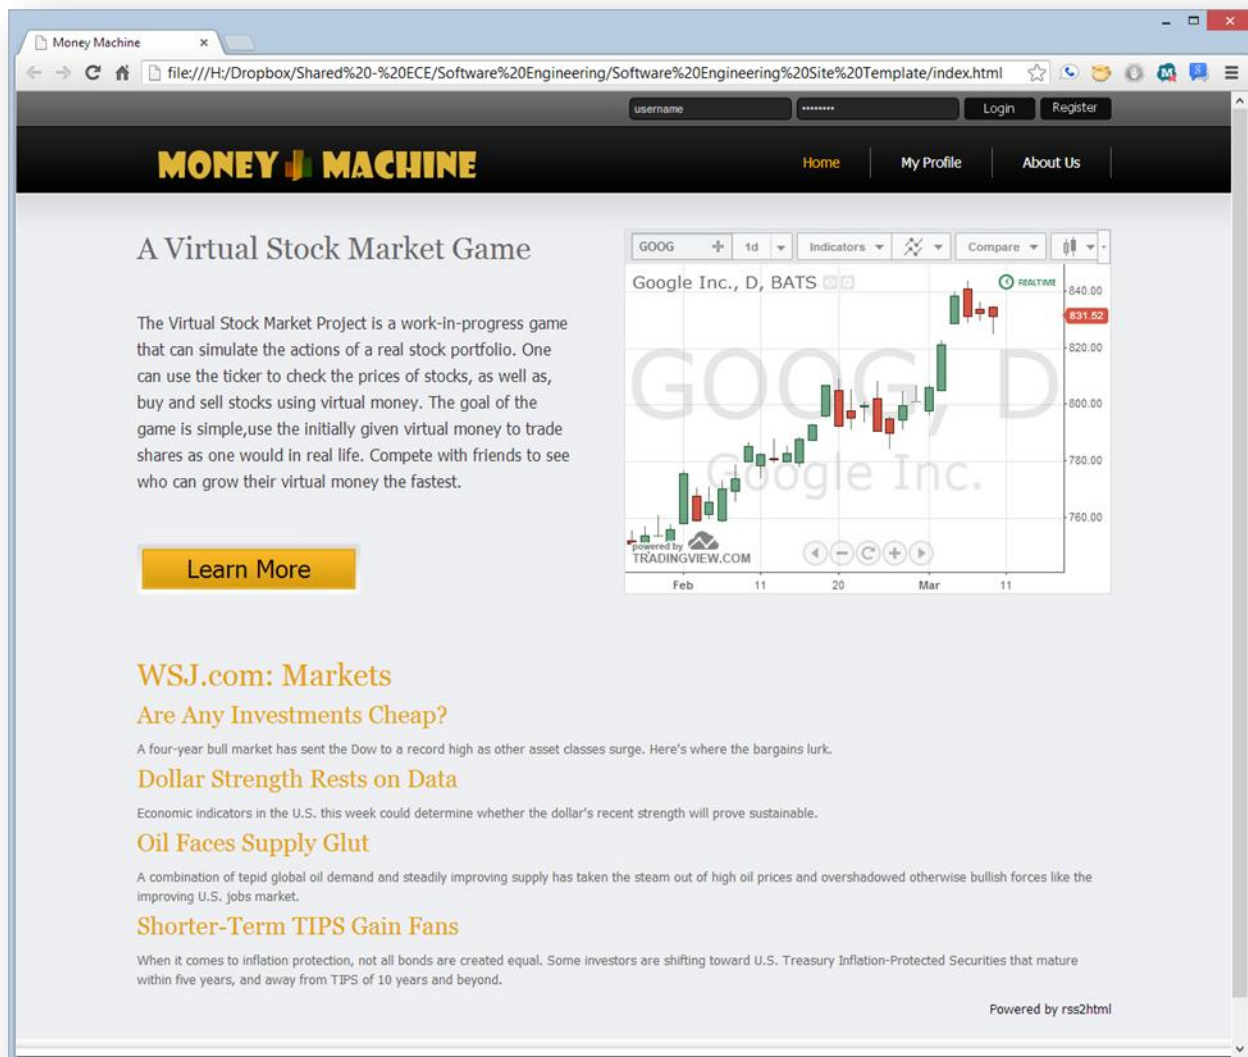 Money Machine
file:///H:/Dropbox/Shared%20-%20ECE/Software%20Engineering/Software%20Engineering%20Site%20Template/index.html
username
Login
Register
MONEY MACHINE
Home
My Profile
About Us
A Virtual Stock Market Game
The Virtual Stock Market Project is a work-in-progress game
that can simulate the actions of a real stock portfolio. One
can use the ticker to check the prices of stocks, as well as,
buy and sell stocks using virtual money. The goal of the
game is simple,use the initially given virtual money to trade
shares as one would in real life. Compete with friends to see
who can grow their virtual money the fastest.
Learn More
GOOG
1d
Indicators
Compare
Google Inc., D, BATS
REALTIME
840.00
831.52
820.00
800.00
780.00
760.00
GOOG, D
Google Inc.
powered by
TRADINGVIEW.COM
Feb
11
20
Mar
11
WSJ.com: Markets
Are Any Investments Cheap?
A four-year bull market has sent the Dow to a record high as other asset classes surge. Here's where the bargains lurk.
Dollar Strength Rests on Data
Economic indicators in the U.S. this week could determine whether the dollar's recent strength will prove sustainable.
Oil Faces Supply Glut
A combination of tepid global oil demand and steadily improving supply has taken the steam out of high oil prices and overshadowed otherwise bullish forces like the
improving U.S. jobs market.
Shorter-Term TIPS Gain Fans
When it comes to inflation protection, not all bonds are created equal. Some investors are shifting toward U.S. Treasury Inflation-Protected Securities that mature
within five years, and away from TIPS of 10 years and beyond.
Powered by rss2html